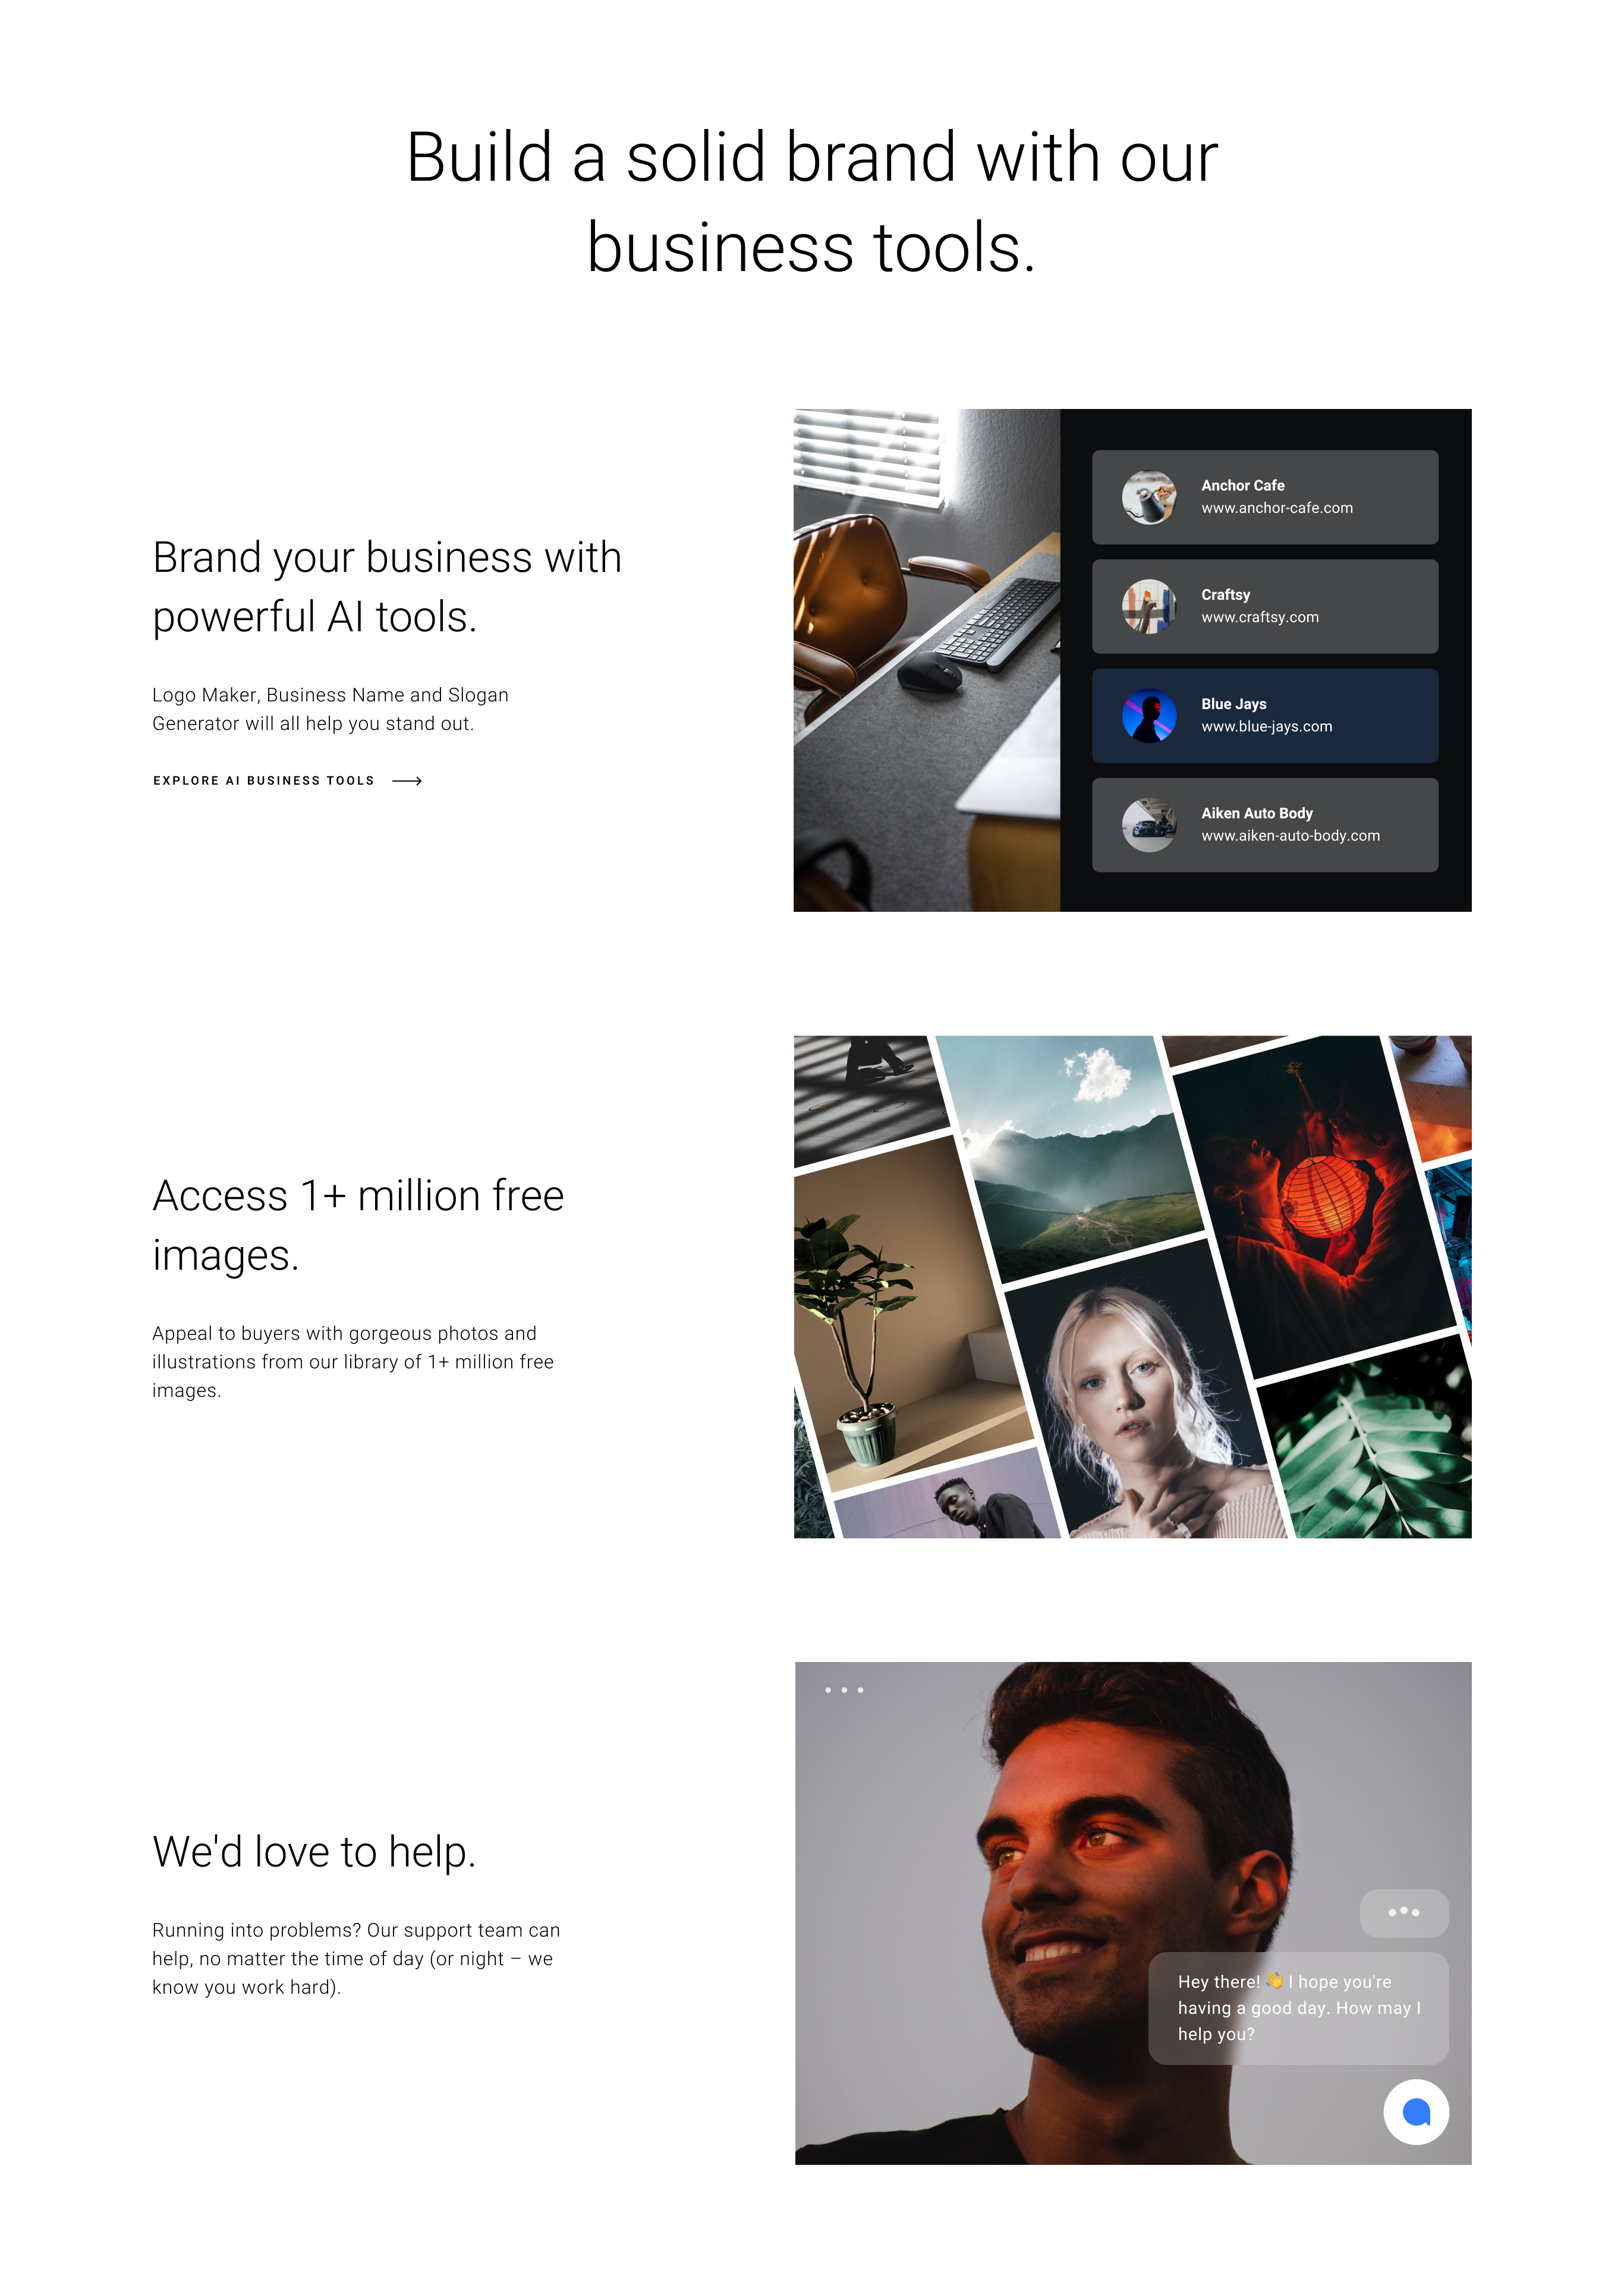 Build a solid brand with our
business tools.
Brand your business with
powerful AI tools.
Logo Maker, Business Name and Slogan
Generator will all help you stand out.
EXPLORE AI BUSINESS TOOLS
Anchor Cafe
www.anchor-cafe.com
Craftsy
www.craftsy.com
Blue Jays
www.blue-jays.com
Aiken Auto Body
www.aiken-auto-body.com
Access 1+ million free
images.
Appeal to buyers with gorgeous photos and
illustrations from our library of 1+ million free
images.
We'd love to help.
Running into problems? Our support team can
help, no matter the time of day (or night – we
know you work hard).
Hey there! 👋 I hope you're
having a good day. How may I
help you?